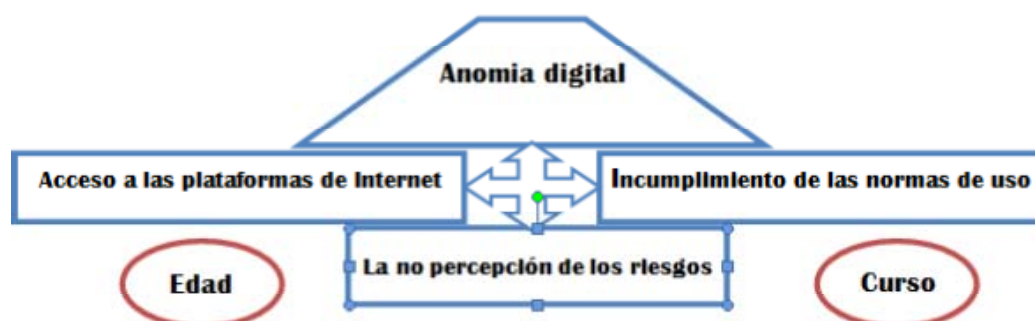 Anomia digital
Acceso a las plataformas de Internet
Incumplimiento de las normas de uso
La no percepción de los riesgos
Edad
Curso